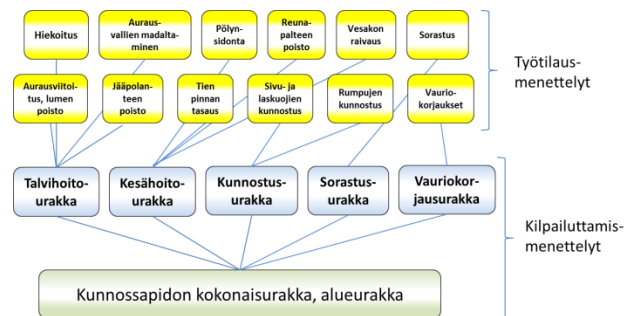 Hiekoitus
Auraus-
vallien madalta-
minen
Pölyn-
sidonta
Reuna-
palteen
poisto
Vesakon
raivaus
Sorastus
Työtilaus-
menettelyt
Aurausviitoi-
tus, lumen
poisto
Jääpolan-
teen
poisto
Tien
pinnan
tasaus
Sivu- ja
laskuojien
kunnostus
Rumpujen
kunnostus
Vaurio-
korjaukset
Talvihoito-
urakka
Kesähoito-
urakka
Kunnostus-
urakka
Sorastus-
urakka
Vauriokor-
jausurakka
Kilpailuttamis-
menettelyt
Kunnossapidon kokonaisurakka, alueurakka